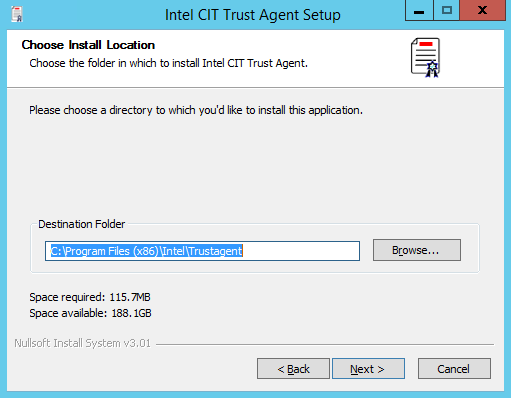 Intel CIT Trust Agent Setup
Choose Install Location
Choose the folder in which to install Intel CIT Trust Agent.
Please choose a directory to which you'd like to install this application.
Destination Folder
C:\Program Files (x86)\Intel\Trustagent
Browse...
Space required: 115.7MB
Space available: 188.1GB
Nullsoft Install System v3.01
< Back
Next >
Cancel